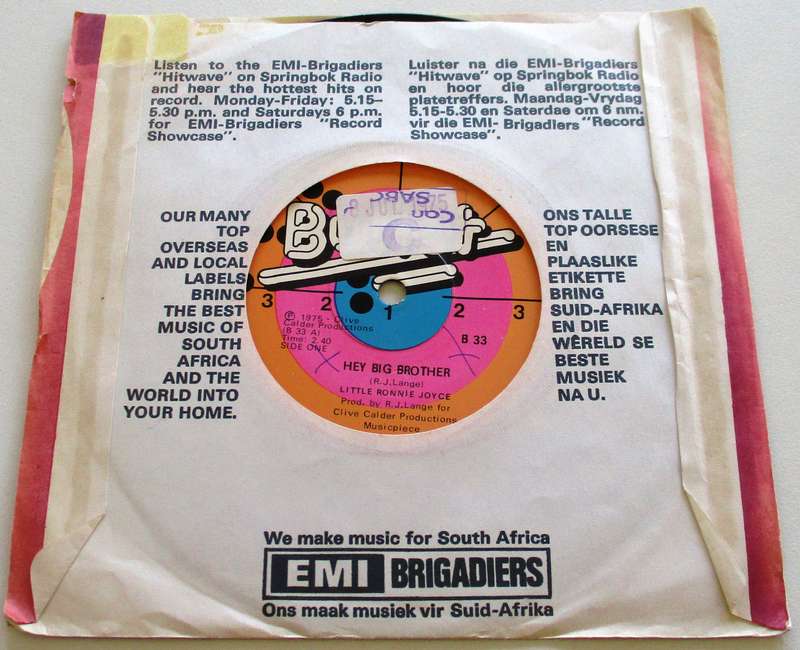 Listen to the EMI-Brigadiers
"Hitwave" on Springbok Radio
and hear the hottest hits on
record. Monday-Friday: 5.15–
5.30 p.m. and Saturdays 6 p.m.
for EMI-Brigadiers "Record
Showcase".
Luister na die EMI-Brigadiers
"Hitwave" op Springbok Radio
en hoor die allergrootste
platetreffers. Maandag-Vrydag
5.15-5.30 en Saterdae om 6 nm.
vir die EMI-Brigadlers "Record
Showcase".
OUR MANY
TOP
OVERSEAS
AND LOCAL
LABELS
BRING
THE BEST
MUSIC OF
SOUTH
AFRICA
AND THE
WORLD INTO
YOUR HOME.
SABC
3 2 1 2 3
℗ 1975 - Clive
Calder Productions
(B 33 A)
Time: 2.40
SIDE ONE
B 33
HEY BIG BROTHER
(R.J.Lange)
LITTLE RONNIE JOYCE
Prod. by R.J.Lange for
Clive Calder Productions
Musicpiece
ONS TALLE
TOP OORSESE
EN
PLAASLIKE
ETIKETTE
BRING
SUID-AFRIKA
EN DIE
WÊRELD SE
BESTE
MUSIEK
NA U.
We make music for South Africa
EMI BRIGADIERS
Ons maak musiek vir Suid-Afrika